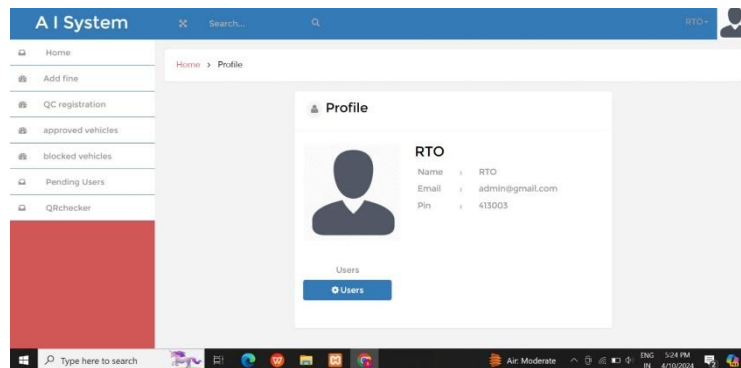 A I System
Search...
RTO
Home
Add fine
QC registration
approved vehicles
blocked vehicles
Pending Users
QRchecker
Home > Profile
Profile
RTO
Name : RTO
Email : admin@gmail.com
Pin : 413003
Users
Users
Type here to search
Air: Moderate
ENG
IN
5:24 PM
4/10/2024